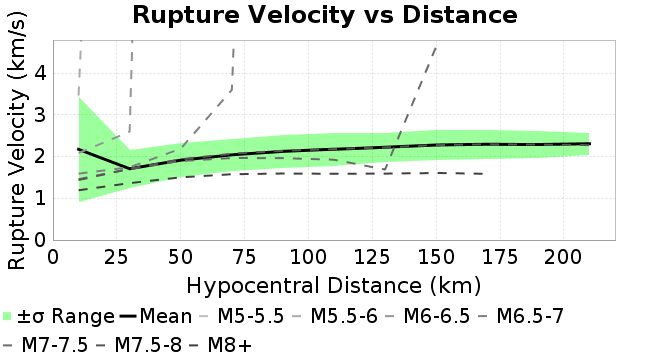 Rupture Velocity vs Distance
Rupture Velocity (km/s)
4
3
2
1
0
0 25 50 75 100 125 150 175 200
Hypocentral Distance (km)
±σ Range Mean M5-5.5 M5.5-6 M6-6.5 M6.5-7
M7-7.5 M7.5-8 M8+